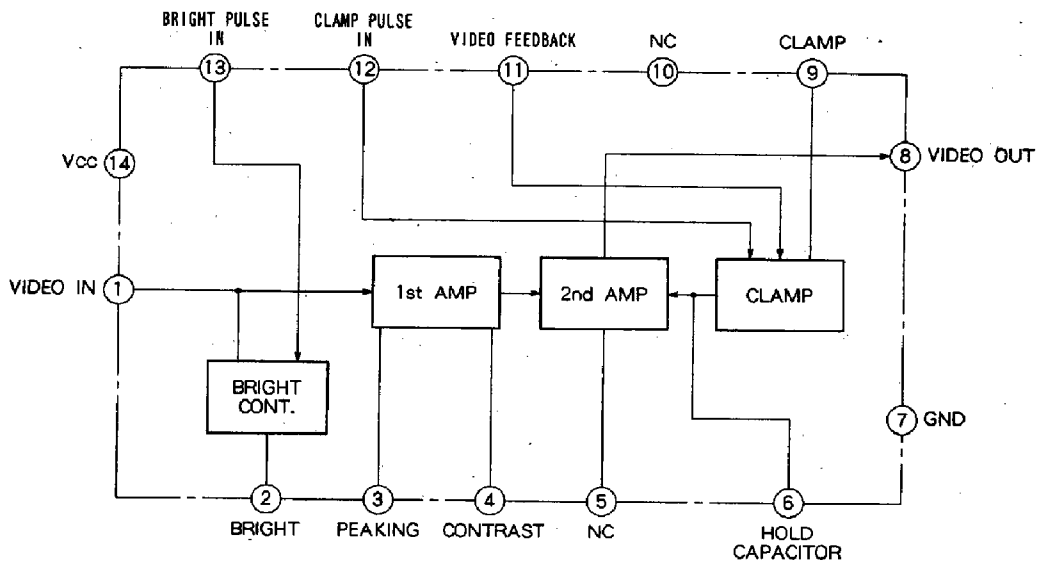 BRIGHT PULSE
IN
CLAMP PULSE
IN
VIDEO FEEDBACK
NC
CLAMP
13
12
11
10
9
VCC 14
8 VIDEO OUT
VIDEO IN 1
1st AMP
2nd AMP
CLAMP
BRIGHT
CONT.
7 GND
2
3
4
5
6
BRIGHT
PEAKING
CONTRAST
NC
HOLD
CAPACITOR